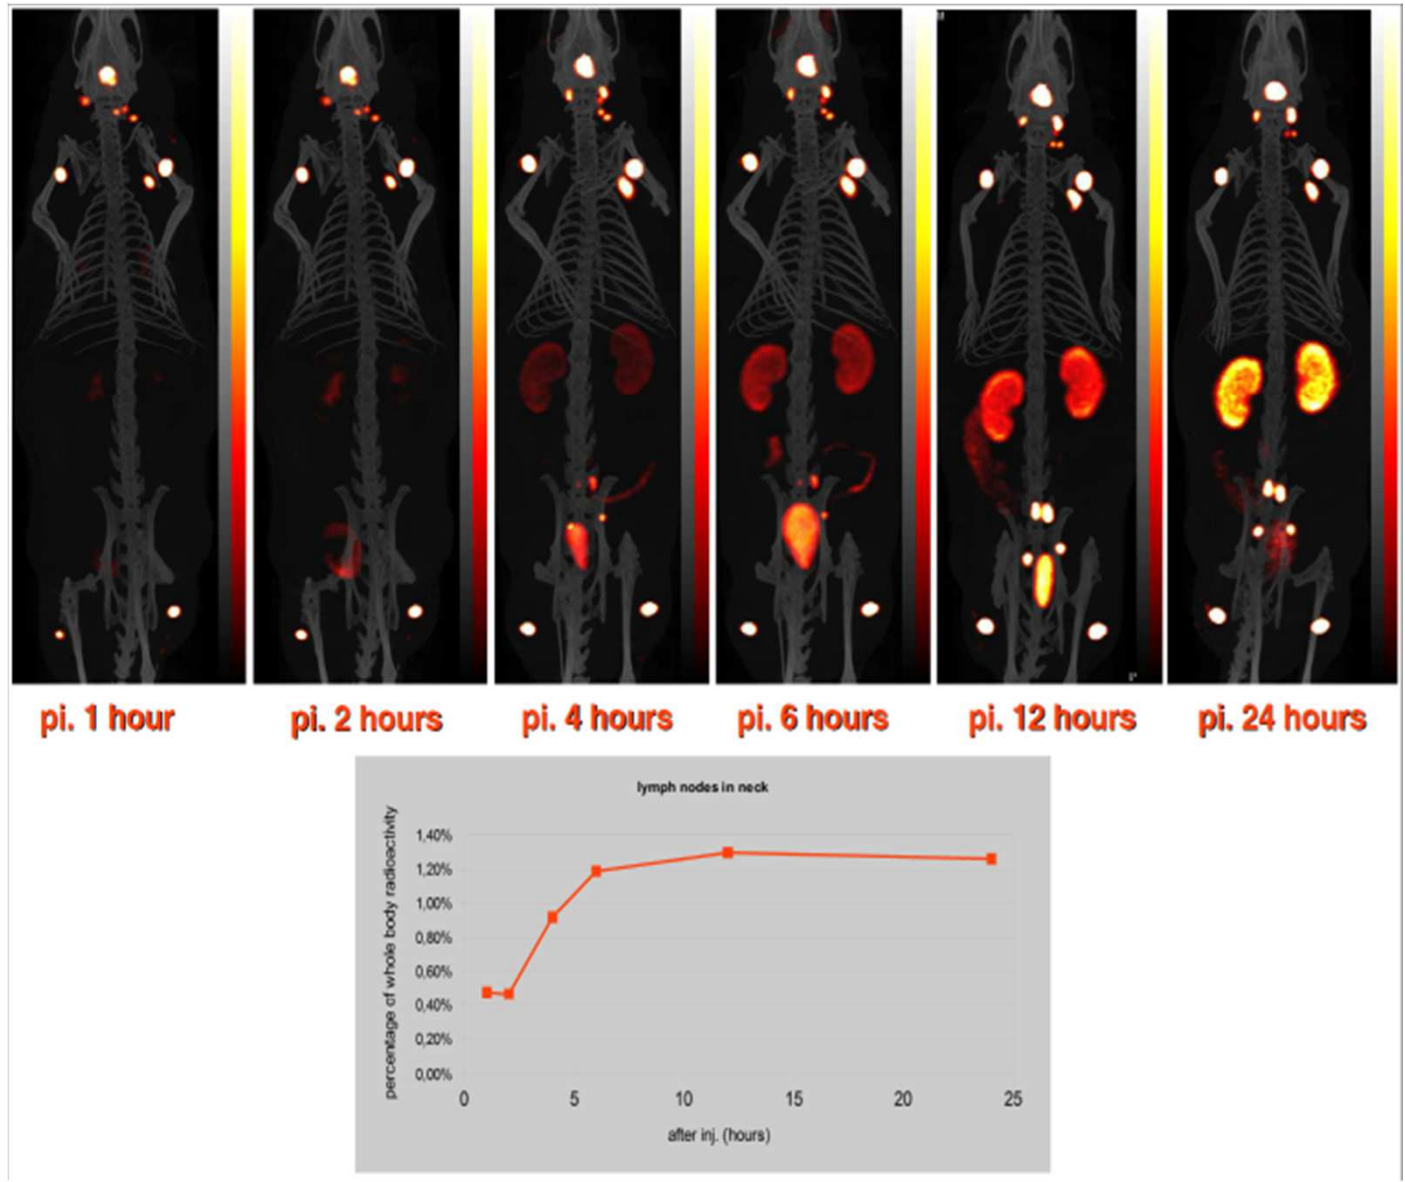 pi. 1 hour
pi. 2 hours
pi. 4 hours
pi. 6 hours
pi. 12 hours
pi. 24 hours
lymph nodes in neck
percentage of whole body radioactivity
1,40%
1,20%
1,00%
0,80%
0,60%
0,40%
0,20%
0,00%
0 5 10 15 20 25
after inj. (hours)